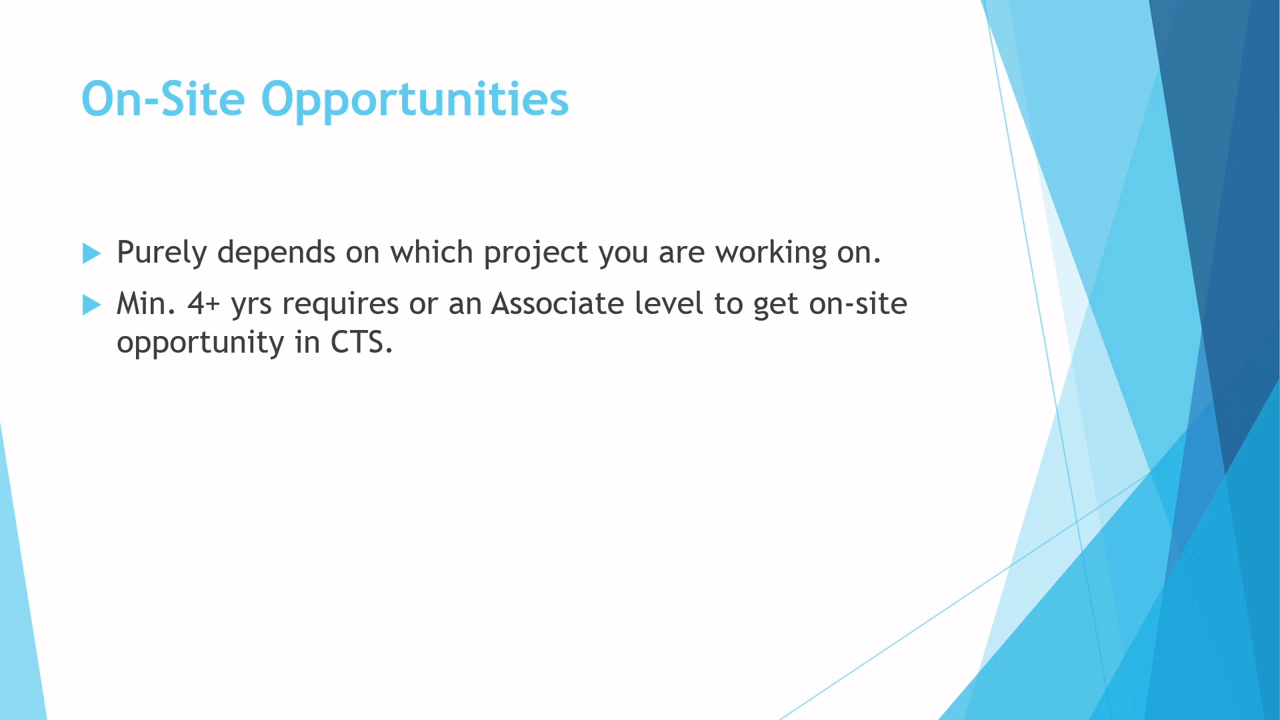 On-Site Opportunities
Purely depends on which project you are working on.
Min. 4+ yrs requires or an Associate level to get on-site
opportunity in CTS.